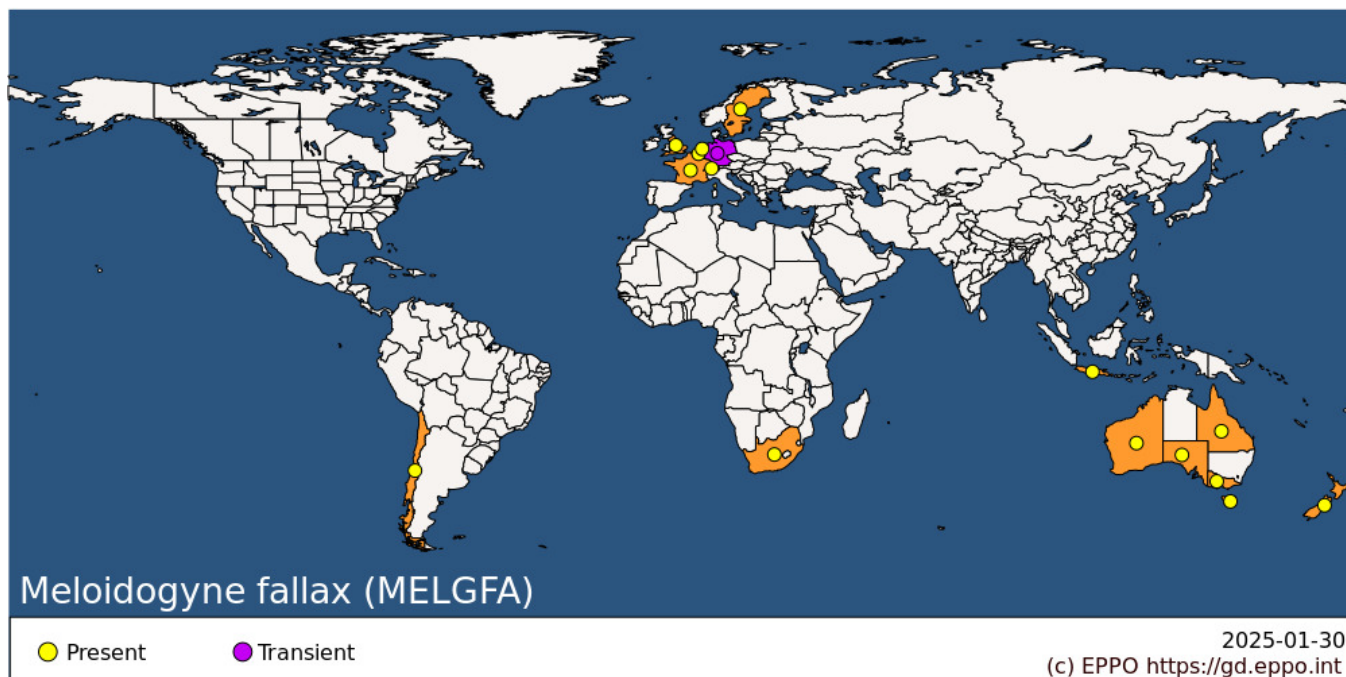 Meloidogyne fallax (MELGFA)
Present
Transient
2025-01-30
(c) EPPO https://gd.eppo.int